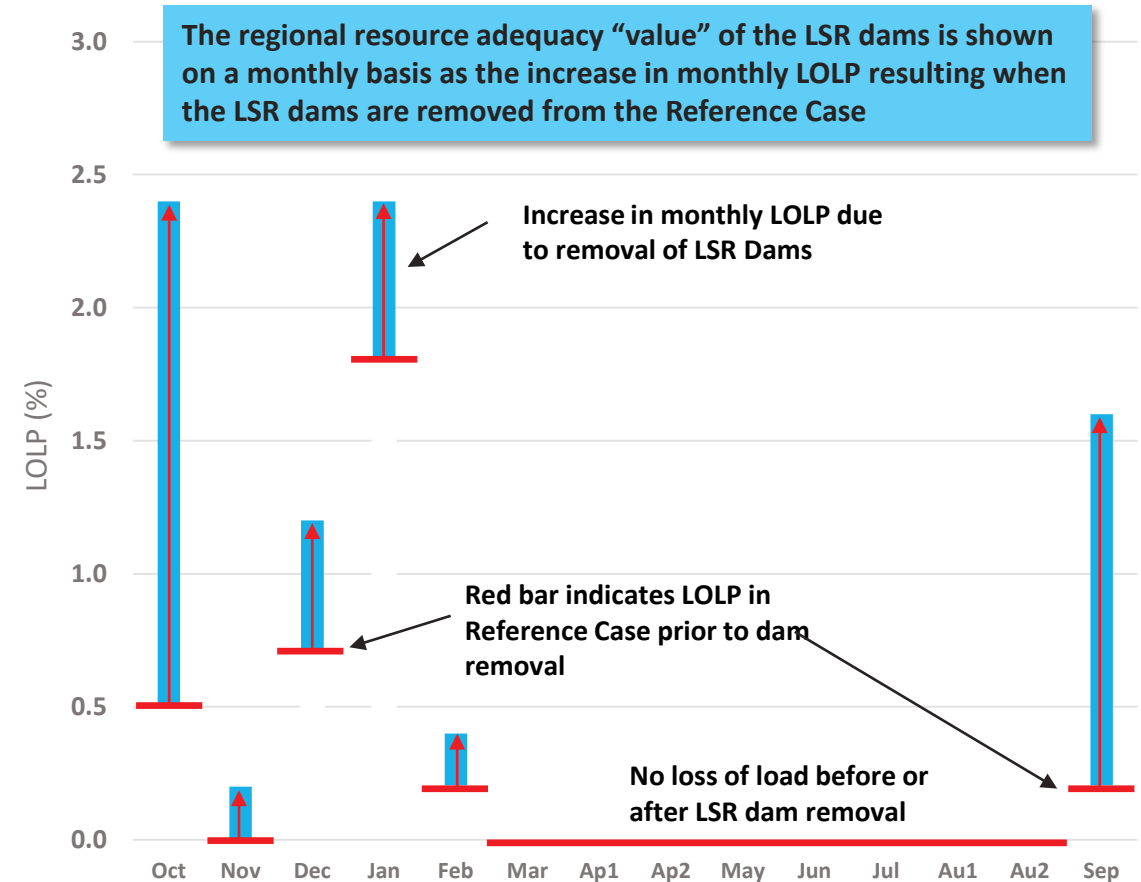 The regional resource adequacy “value” of the LSR dams is shown
on a monthly basis as the increase in monthly LOLP resulting when
the LSR dams are removed from the Reference Case
3.0
2.5
2.0
1.5
1.0
0.5
0.0
LOLP (%)
Increase in monthly LOLP due
to removal of LSR Dams
Red bar indicates LOLP in
Reference Case prior to dam
removal
No loss of load before or
after LSR dam removal
Oct Nov Dec Jan Feb Mar Ap1 Ap2 May Jun Jul Au1 Au2 Sep